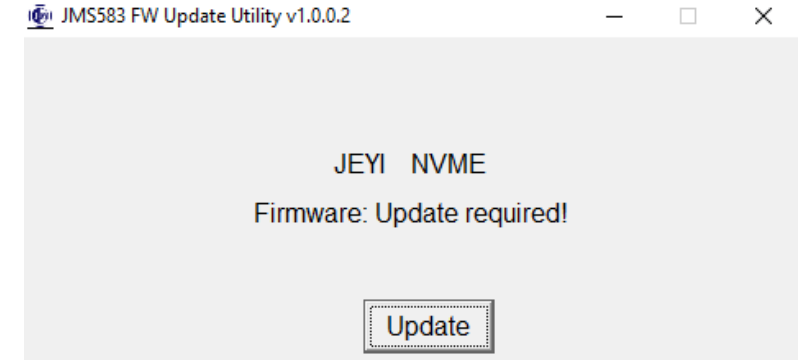 JMS583 FW Update Utility v1.0.0.2
JEYI NVME
Firmware: Update required!
Update